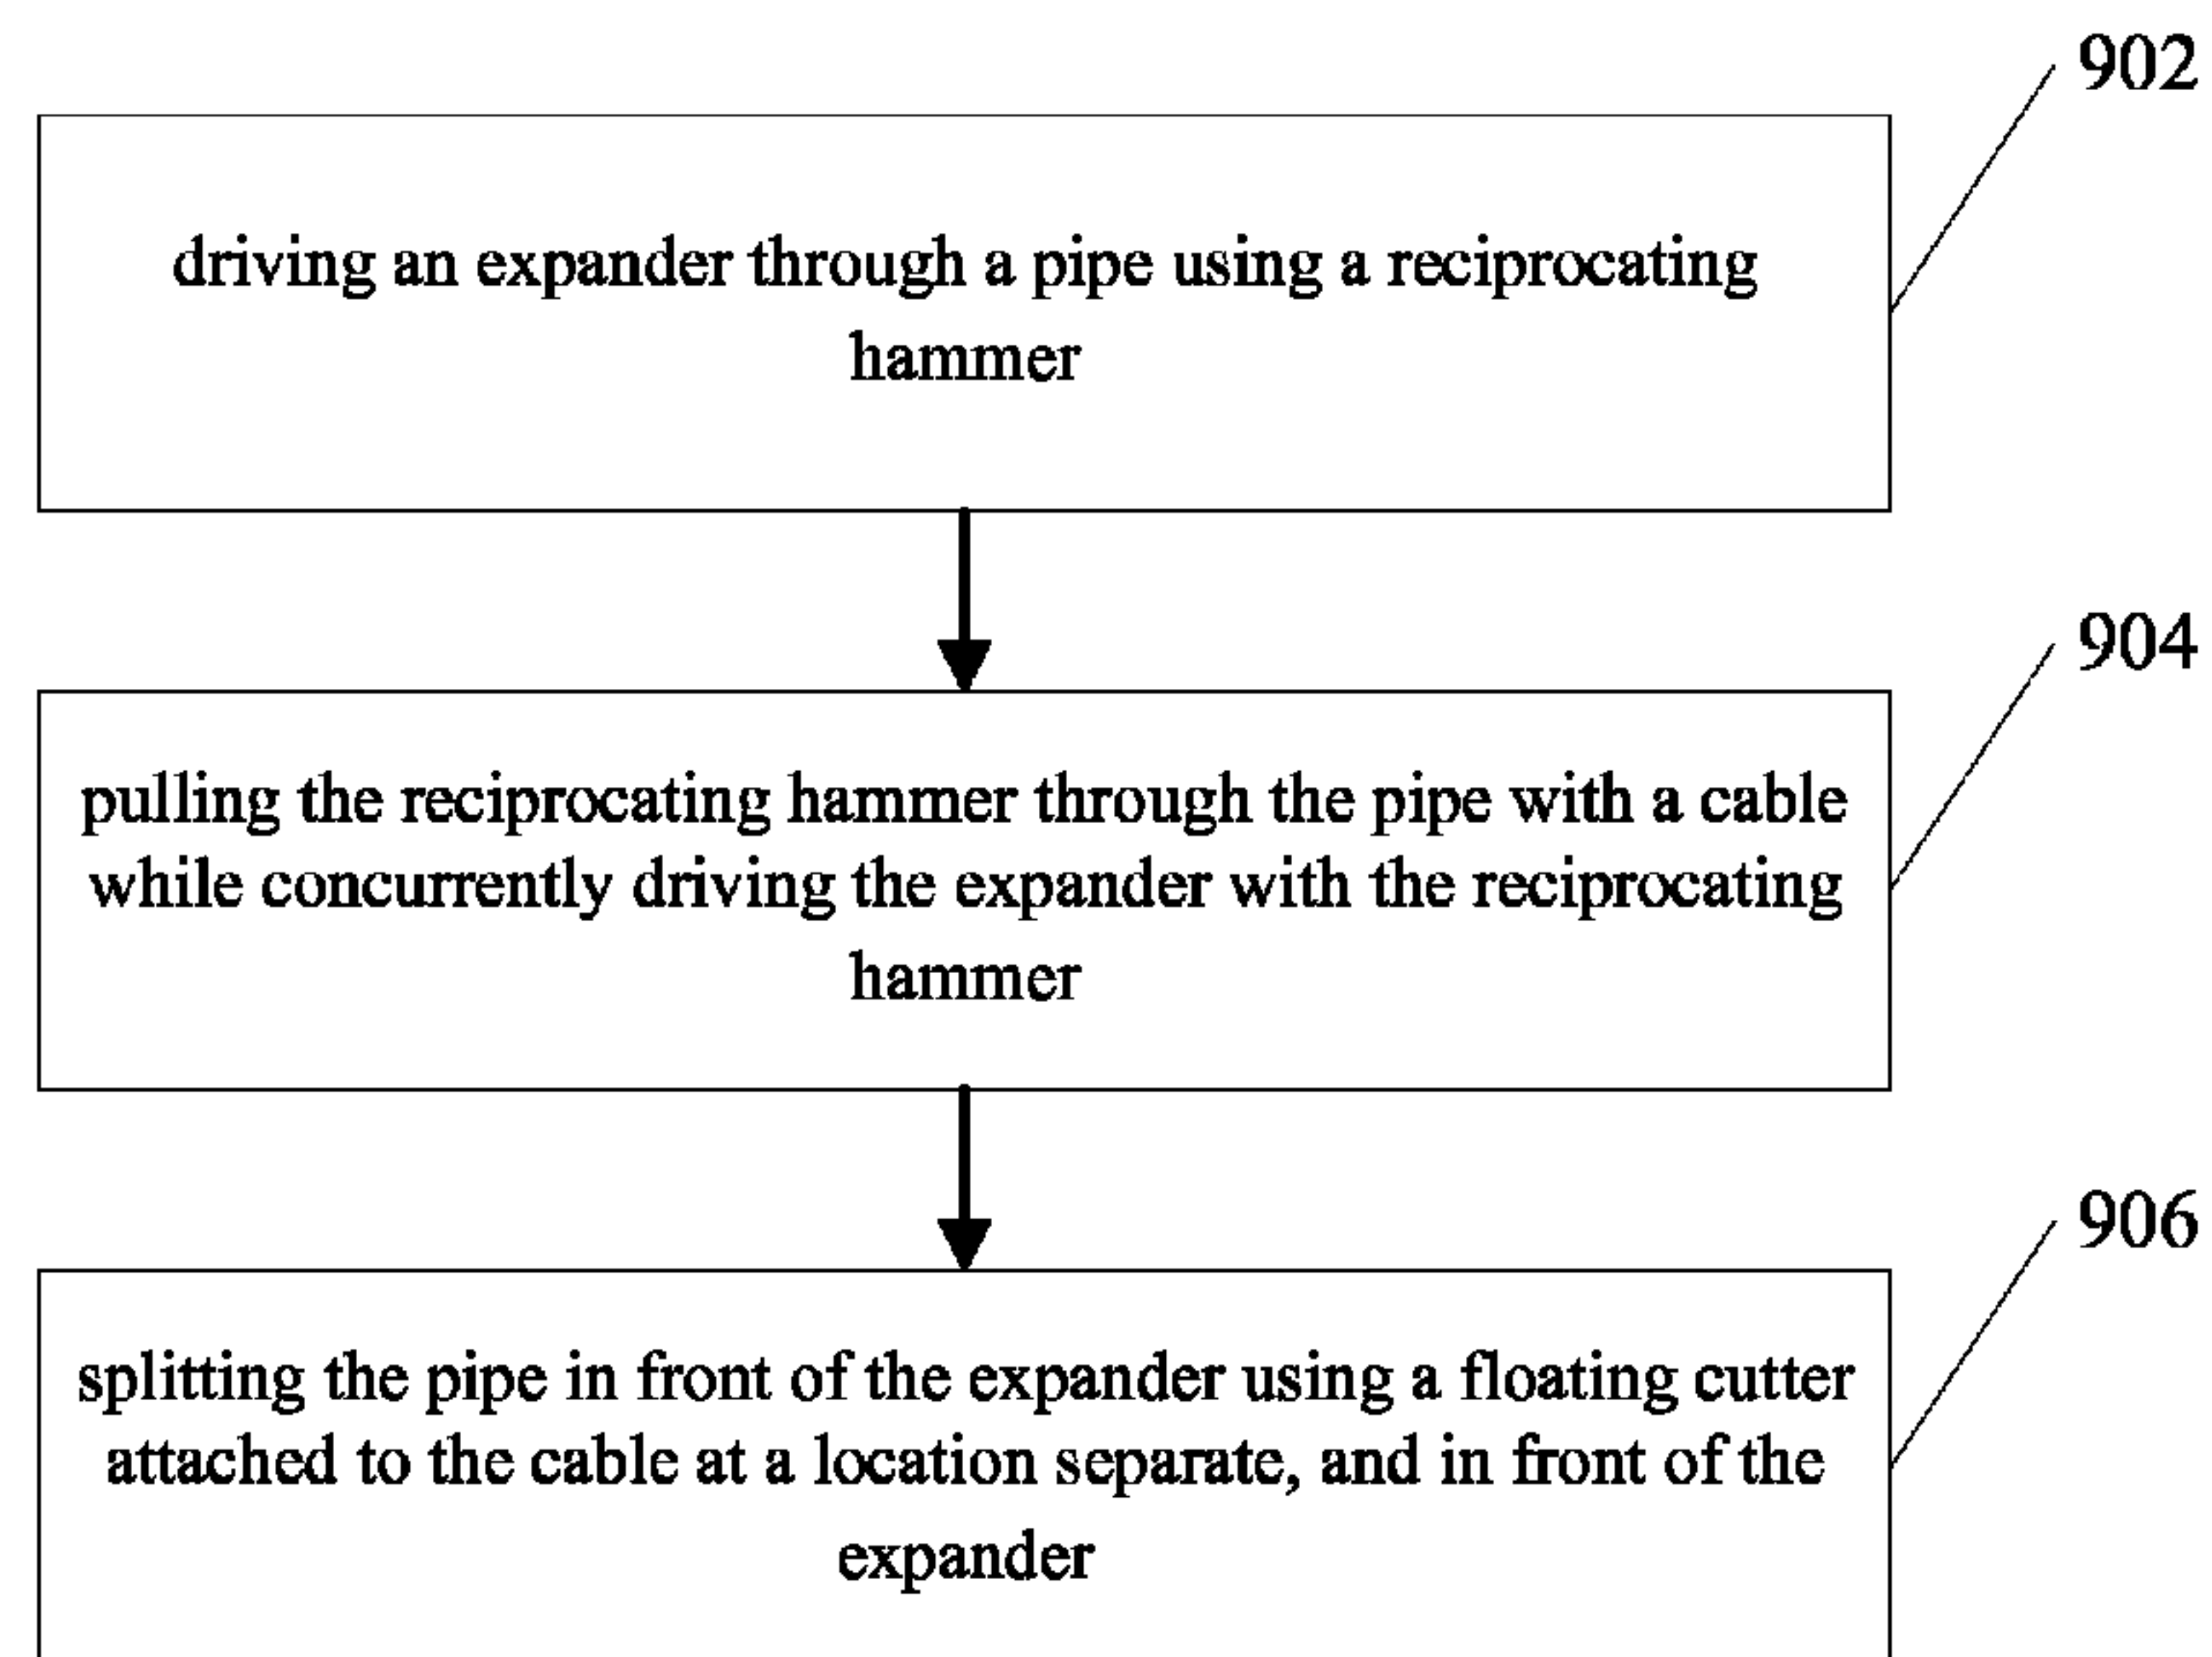 902
driving an expander through a pipe using a reciprocating
hammer
904
pulling the reciprocating hammer through the pipe with a cable
while concurrently driving the expander with the reciprocating
hammer
906
splitting the pipe in front of the expander using a floating cutter
attached to the cable at a location separate, and in front of the
expander